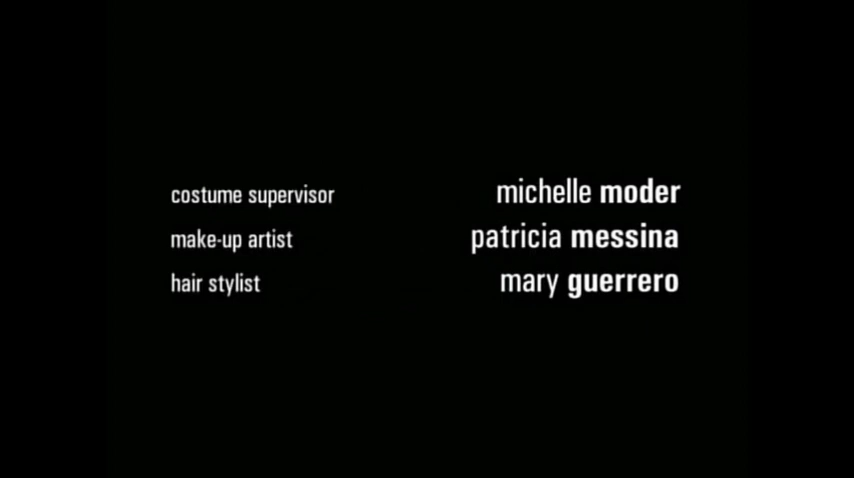 costume supervisor michelle moder
make-up artist patricia messina
hair stylist mary guerrero